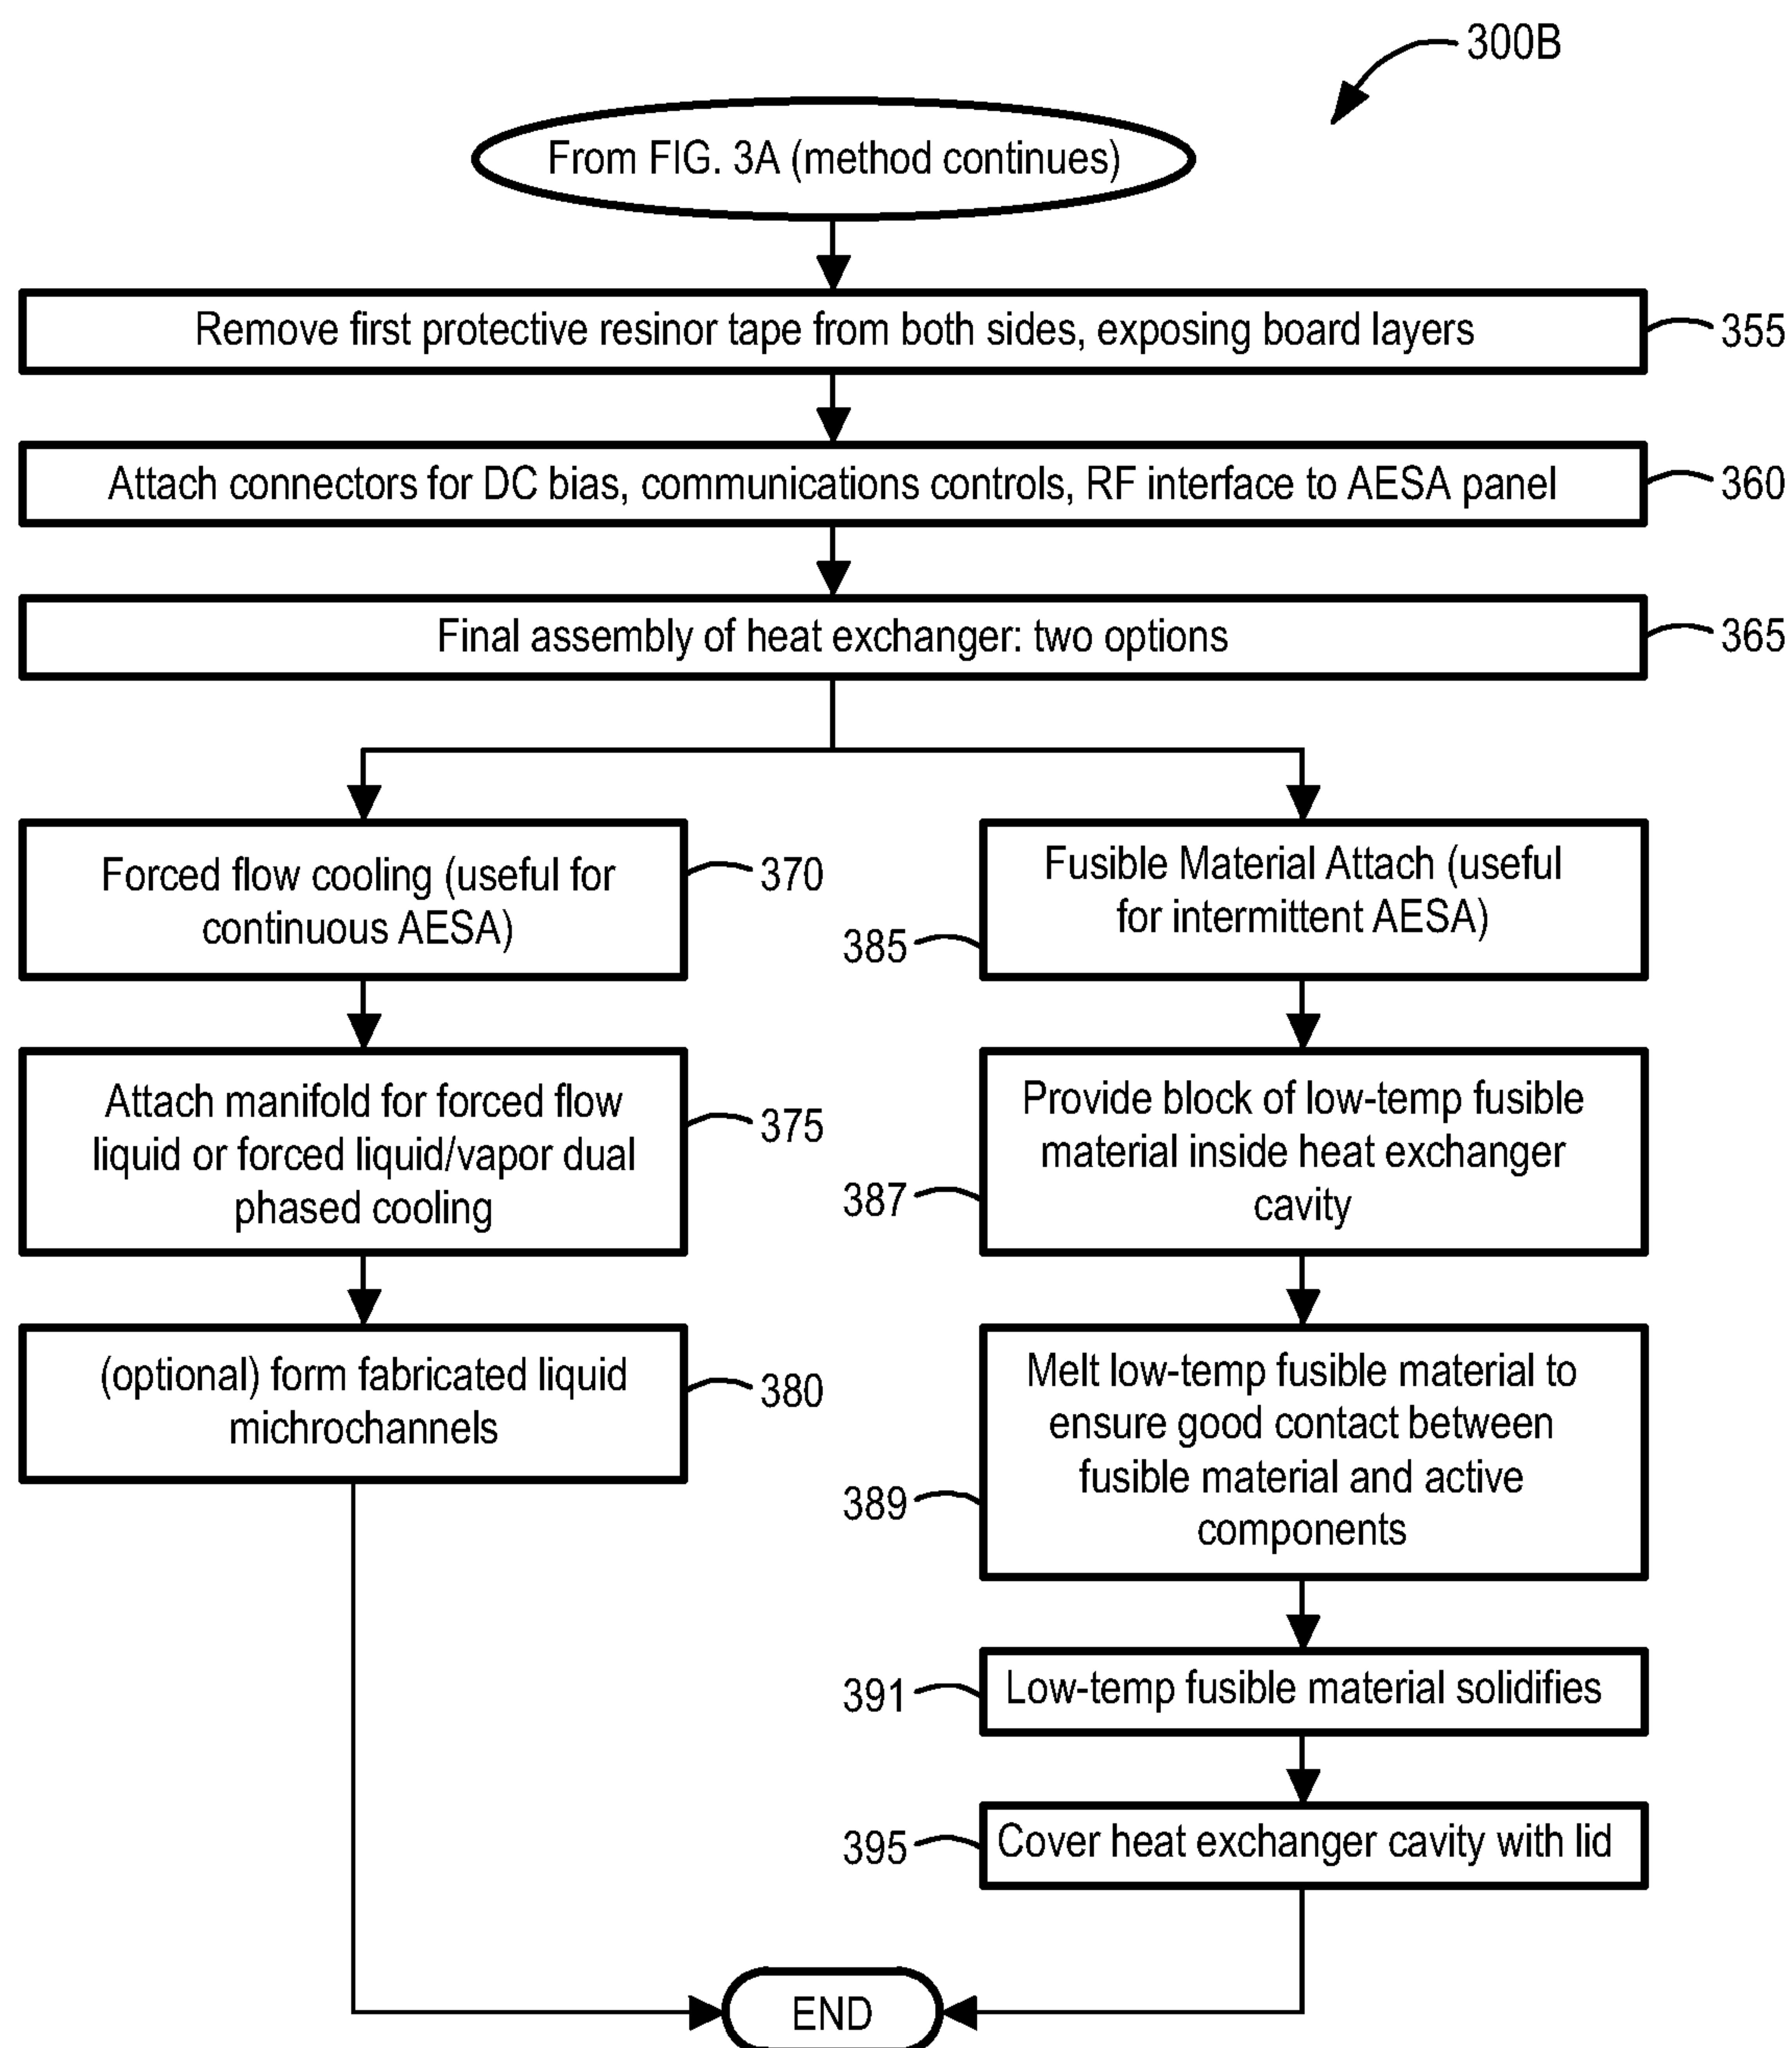 300B
From FIG. 3A (method continues)
Remove first protective resinor tape from both sides, exposing board layers
355
Attach connectors for DC bias, communications controls, RF interface to AESA panel
360
Final assembly of heat exchanger: two options
365
Forced flow cooling (useful for
continuous AESA)
370
Attach manifold for forced flow
liquid or forced liquid/vapor dual
phased cooling
375
(optional) form fabricated liquid
michrochannels
380
Fusible Material Attach (useful
for intermittent AESA)
385
Provide block of low-temp fusible
material inside heat exchanger
cavity
387
Melt low-temp fusible material to
ensure good contact between
fusible material and active
components
389
Low-temp fusible material solidifies
391
Cover heat exchanger cavity with lid
395
END